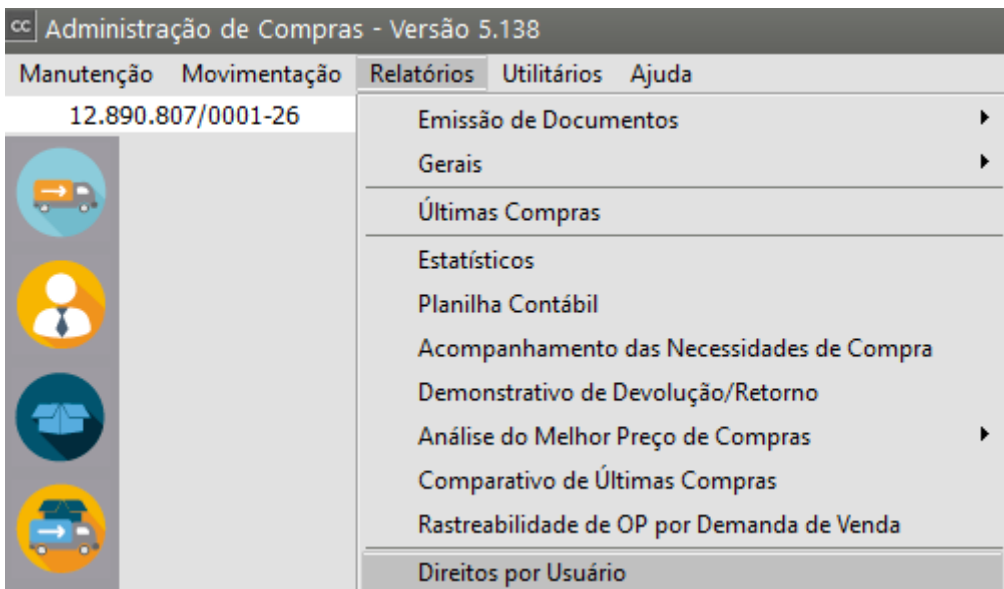 cc Administração de Compras - Versão 5.138
Manutenção Movimentação Relatórios Utilitários Ajuda
12.890.807/0001-26
Emissão de Documentos
Gerais
Últimas Compras
Estatísticos
Planilha Contábil
Acompanhamento das Necessidades de Compra
Demonstrativo de Devolução/Retorno
Análise do Melhor Preço de Compras
Comparativo de Últimas Compras
Rastreabilidade de OP por Demanda de Venda
Direitos por Usuário